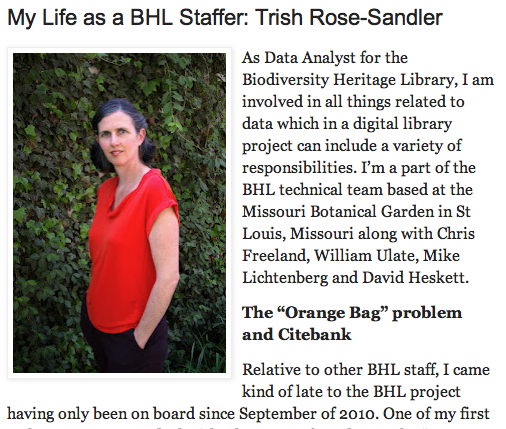 My Life as a BHL Staffer: Trish Rose-Sandler
As Data Analyst for the
Biodiversity Heritage Library, I am
involved in all things related to
data which in a digital library
project can include a variety of
responsibilities. I'm a part of the
BHL technical team based at the
Missouri Botanical Garden in St
Louis, Missouri along with Chris
Freeland, William Ulate, Mike
Lichtenberg and David Heskett.
The “Orange Bag” problem
and Citebank
Relative to other BHL staff, I came
kind of late to the BHL project
having only been on board since September of 2010. One of my first